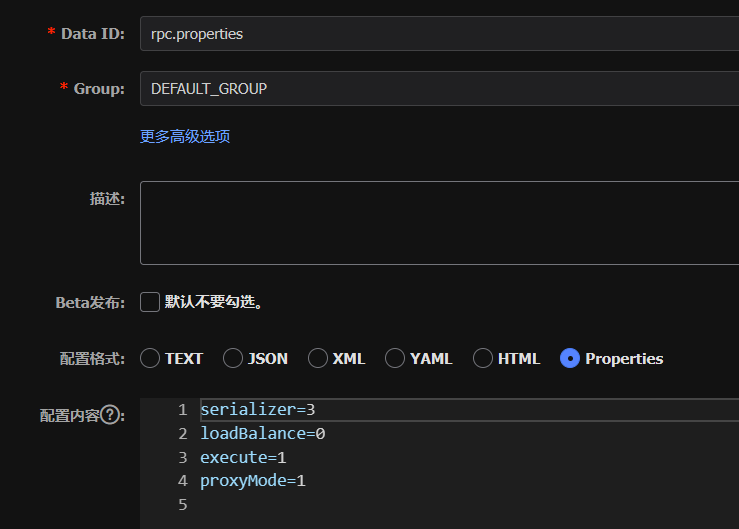 * Data ID: rpc.properties
* Group: DEFAULT_GROUP
更多高级选项
描述:
Beta发布: 默认不要勾选。
配置格式: TEXT JSON XML YAML HTML Properties
配置内容?:
1 serializer=3
2 loadBalance=0
3 execute=1
4 proxyMode=1
5